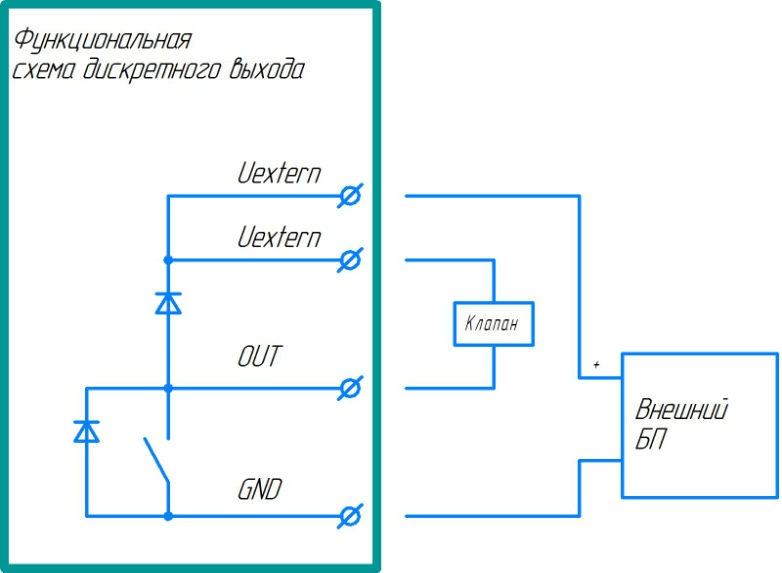 Функциональная
схема дискретного выхода
Uextern
Uextern
Клапан
OUT
+
Внешний
БП
GND